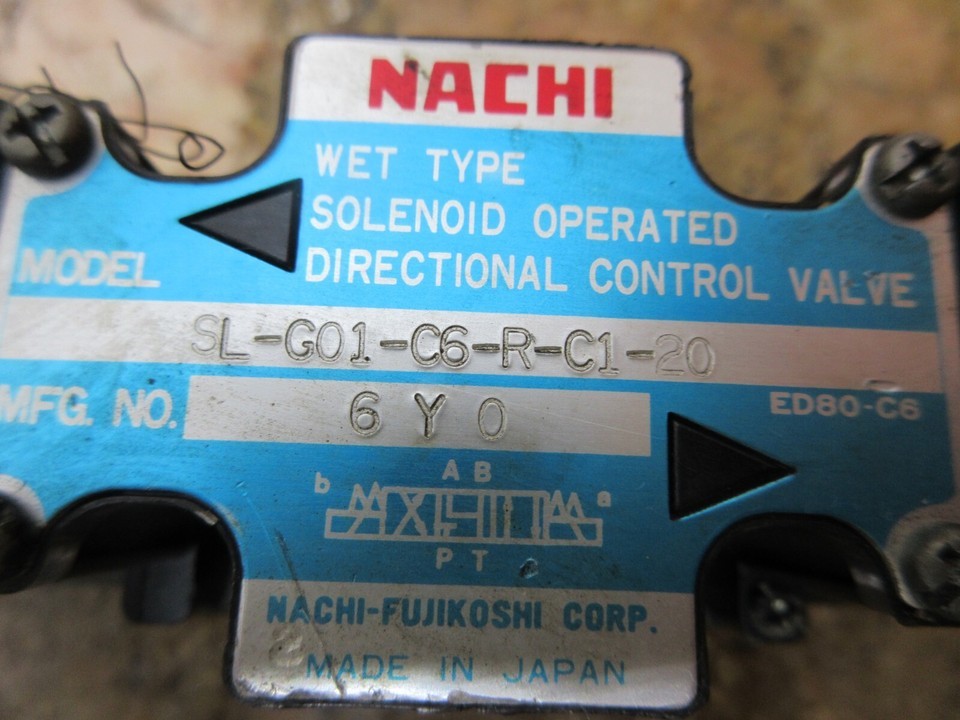 NACHI
WET TYPE
SOLENOID OPERATED
DIRECTIONAL CONTROL VALVE
MODEL
SL-G01-C6-R-C1-20
MFG. NO. 6 Y 0
ED80-C6
A B
b a
P T
NACHI-FUJIKOSHI CORP.
MADE IN JAPAN